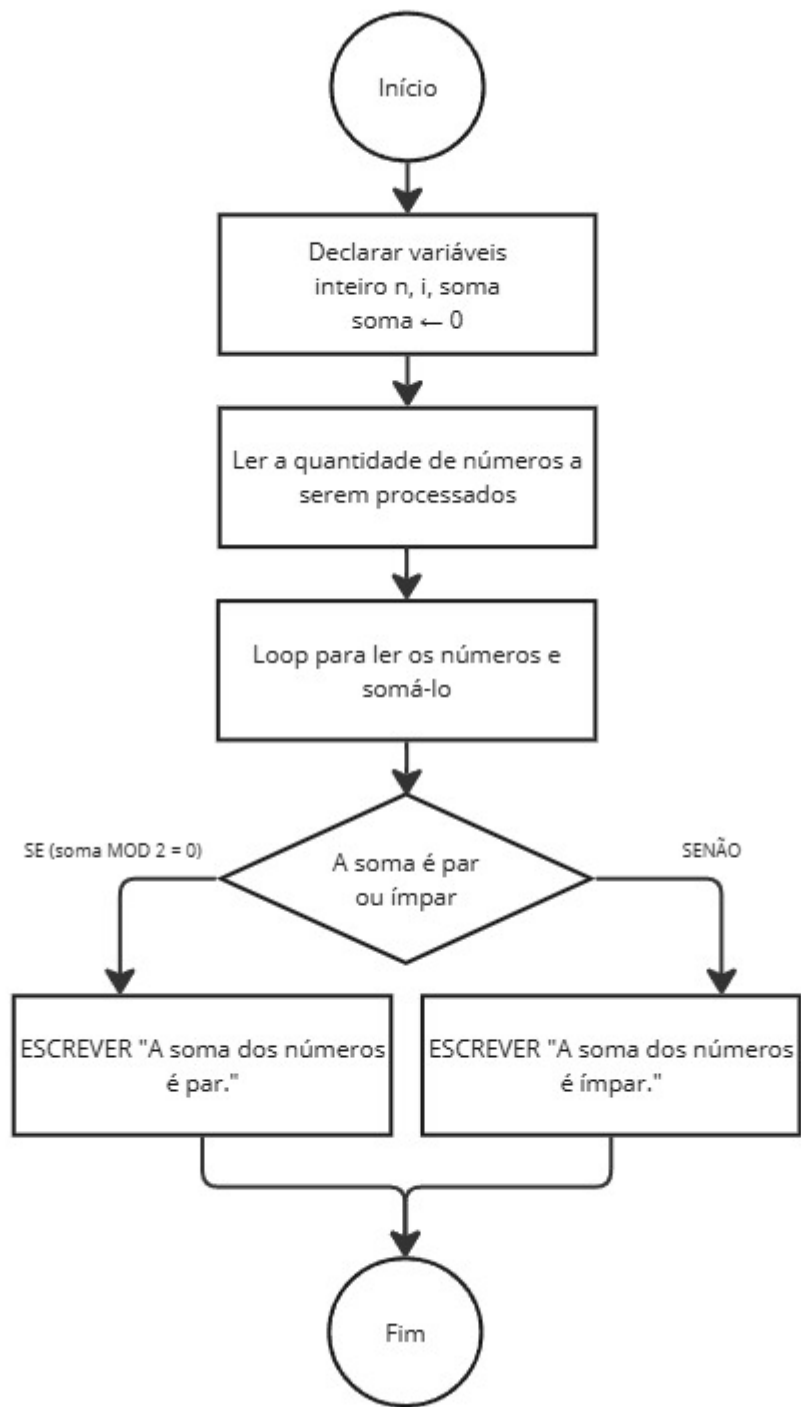 Início
Declarar variáveis
inteiro n, i, soma
soma ← 0
Ler a quantidade de números a
serem processados
Loop para ler os números e
somá-lo
SE (soma MOD 2 = 0)
A soma é par
ou ímpar
SENÃO
ESCREVER "A soma dos números
é par."
ESCREVER "A soma dos números
é ímpar."
Fim